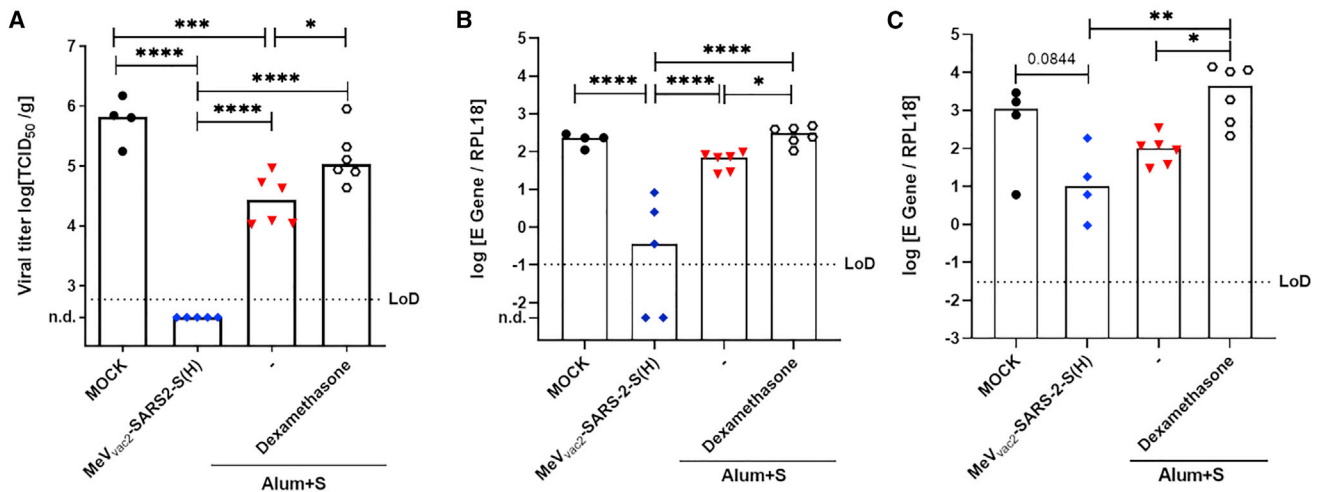 A
***
*
****
****
****
7
6
5
4
3
n.d.
Viral titer log[TCID50 /g]
LoD
MOCK
MeVvac2-SARS2-S(H)
-
Dexamethasone
Alum+S
B
****
****
****
*
5
4
3
2
1
0
-1
-2
n.d.
log [E Gene / RPL18]
LoD
MOCK
MeVvac2-SARS-2-S(H)
-
Dexamethasone
Alum+S
C
**
*
0.0844
5
4
3
2
1
0
-1
-2
-3
log [E Gene / RPL18]
LoD
MOCK
MeVvac2-SARS-2-S(H)
-
Dexamethasone
Alum+S